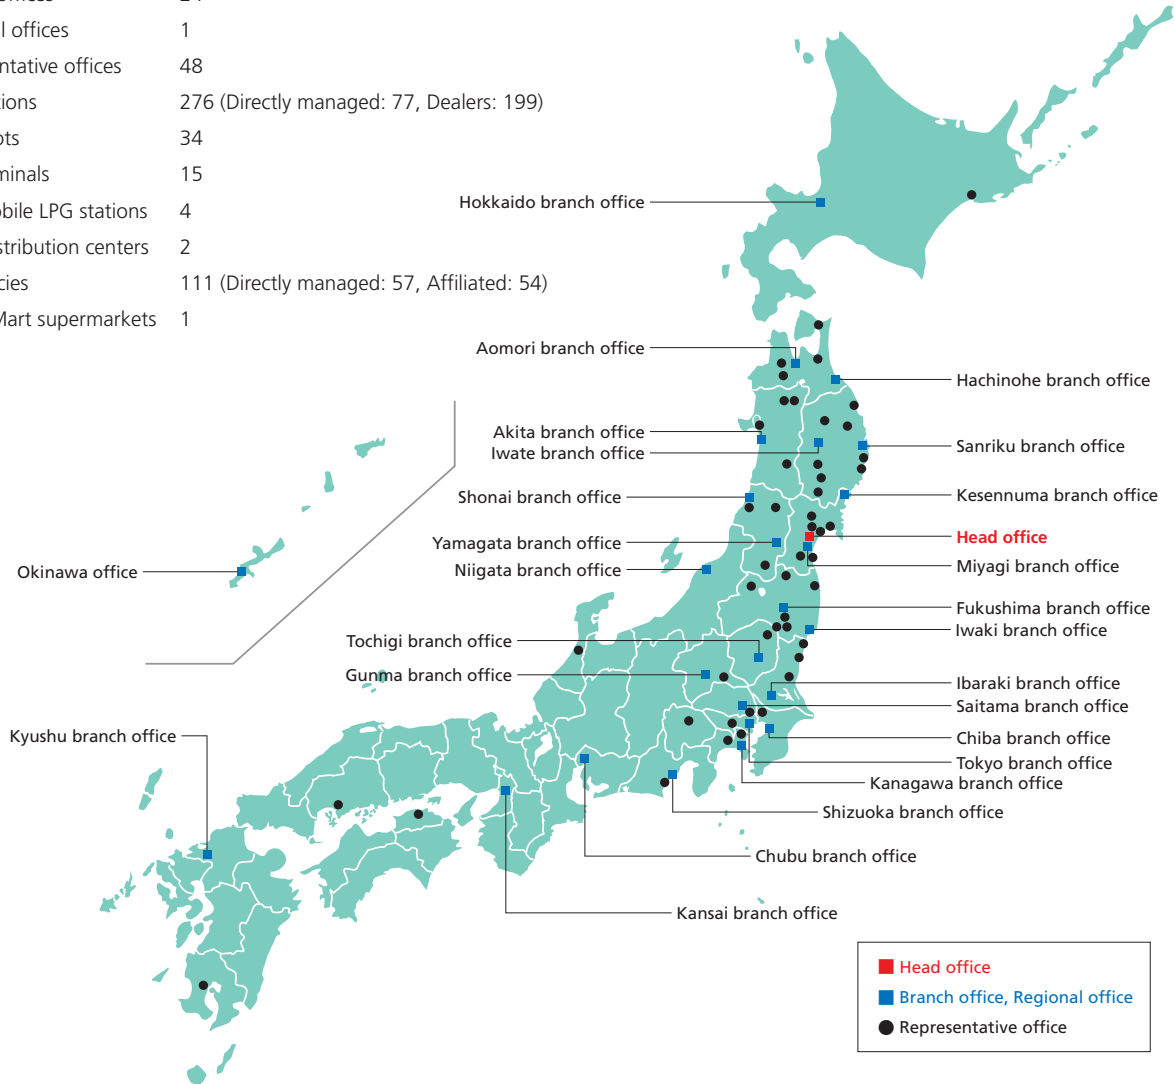 l offices 1
ntative offices 48
tions 276 (Directly managed: 77, Dealers: 199)
ots 34
minals 15
obile LPG stations 4
stribution centers 2
cies 111 (Directly managed: 57, Affiliated: 54)
Mart supermarkets 1
Hokkaido branch office
Aomori branch office
Hachinohe branch office
Akita branch office
Iwate branch office
Sanriku branch office
Shonai branch office
Kesennuma branch office
Head office
Yamagata branch office
Miyagi branch office
Niigata branch office
Okinawa office
Fukushima branch office
Iwaki branch office
Tochigi branch office
Gunma branch office
Ibaraki branch office
Saitama branch office
Kyushu branch office
Chiba branch office
Tokyo branch office
Kanagawa branch office
Shizuoka branch office
Chubu branch office
Kansai branch office
Head office
Branch office, Regional office
Representative office